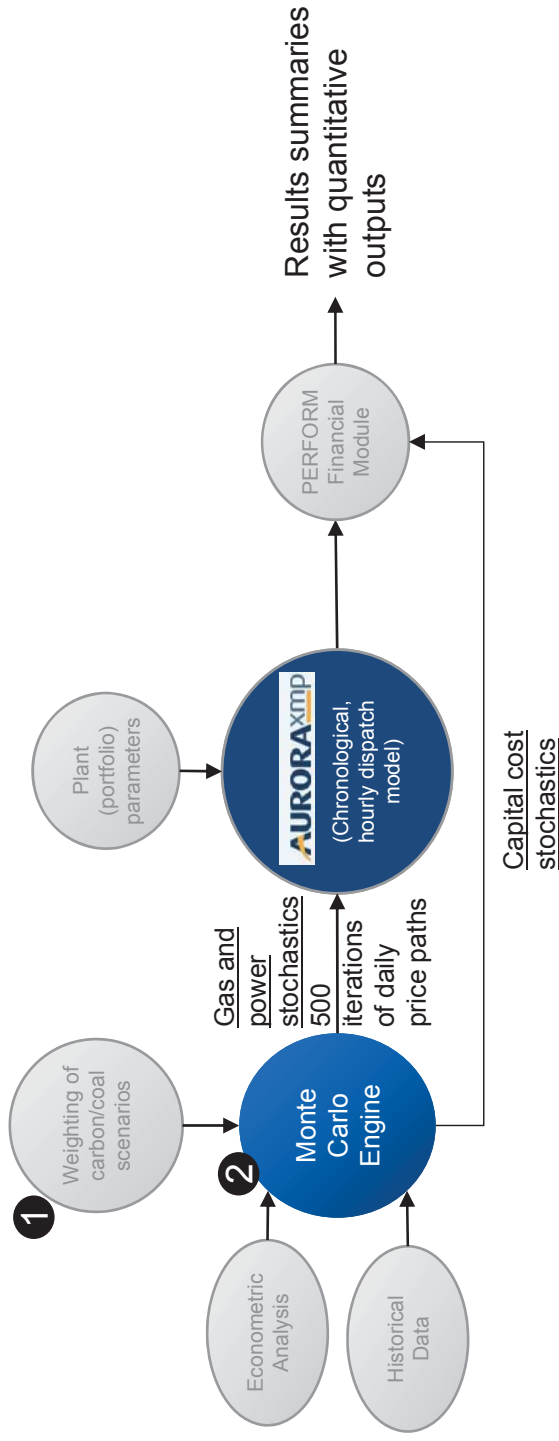 1
Weighting of
carbon/coal
scenarios
Econometric
Analysis
Historical
Data
2
Monte
Carlo
Engine
Gas and
power
stochastics
500
iterations
of daily
price paths
Plant
(portfolio)
parameters
AURORAxmp
(Chronological,
hourly dispatch
model)
Capital cost
stochastics
PERFORM
Financial
Module
Results summaries
with quantitative
outputs